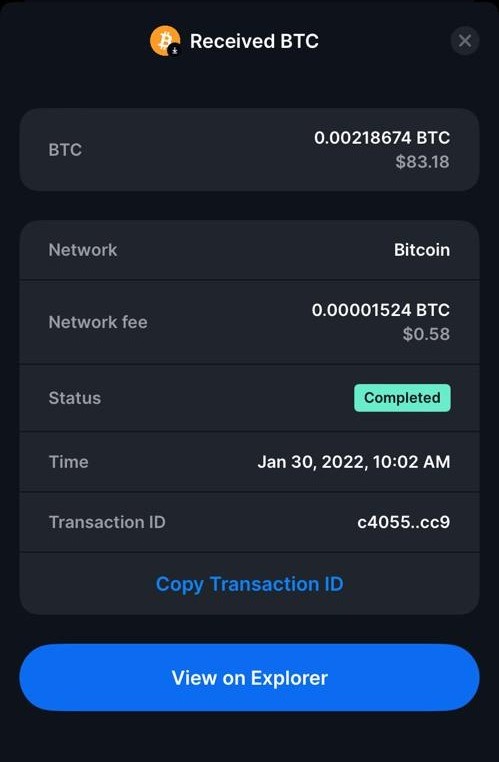 Received BTC
BTC
0.00218674 BTC
$83.18
Network
Bitcoin
Network fee
0.00001524 BTC
$0.58
Status
Completed
Time
Jan 30, 2022, 10:02 AM
Transaction ID
c4055..cc9
Copy Transaction ID
View on Explorer